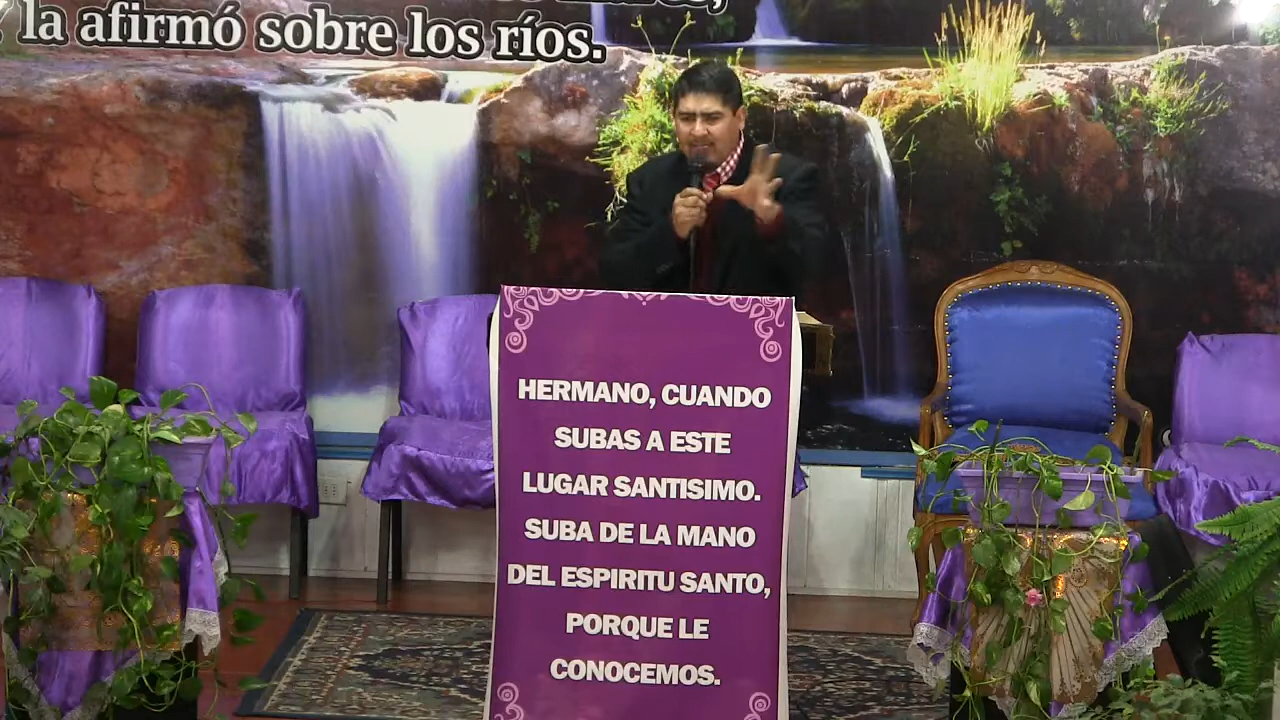 la afirmó sobre los ríos.
HERMANO, CUANDO
SUBAS A ESTE
LUGAR SANTISIMO.
SUBA DE LA MANO
DEL ESPIRITU SANTO,
PORQUE LE
CONOCEMOS.